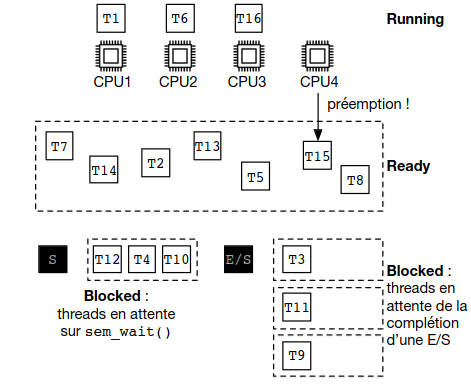 T1 T6 T16 Running
CPU1 CPU2 CPU3 CPU4
préemption !
T7 T14 T2 T13 T5 T15 T8 Ready
S T12 T4 T10 E/S T3
Blocked :
threads en attente
sur sem_wait()
T11
T9
Blocked :
threads en
attente de la
complétion
d'une E/S